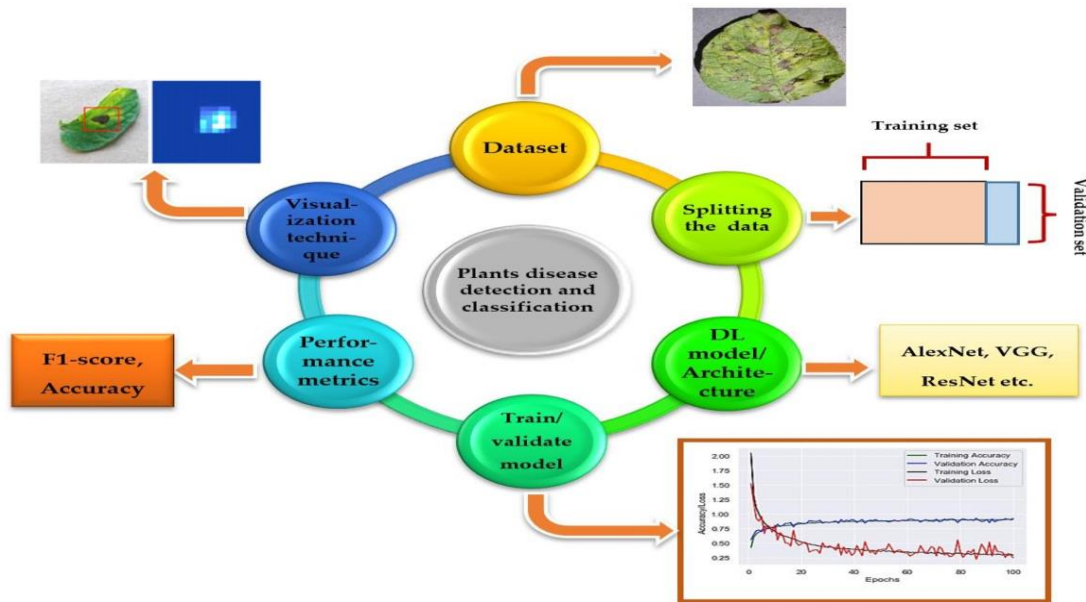 Dataset
Training set
Validation set
Splitting
the data
Visual-
ization
techni-
que
Plants disease
detection and
classification
DL
model/
Archite-
cture
AlexNet, VGG,
ResNet etc.
Perfor-
mance
metrics
F1-score,
Accuracy
Train/
validate
model
Training Accuracy
Validation Accuracy
Training Loss
Validation Loss
Accuracy/Loss
2.00
1.75
1.50
1.25
1.00
0.75
0.50
0.25
0
20
40
60
80
100
Epochs